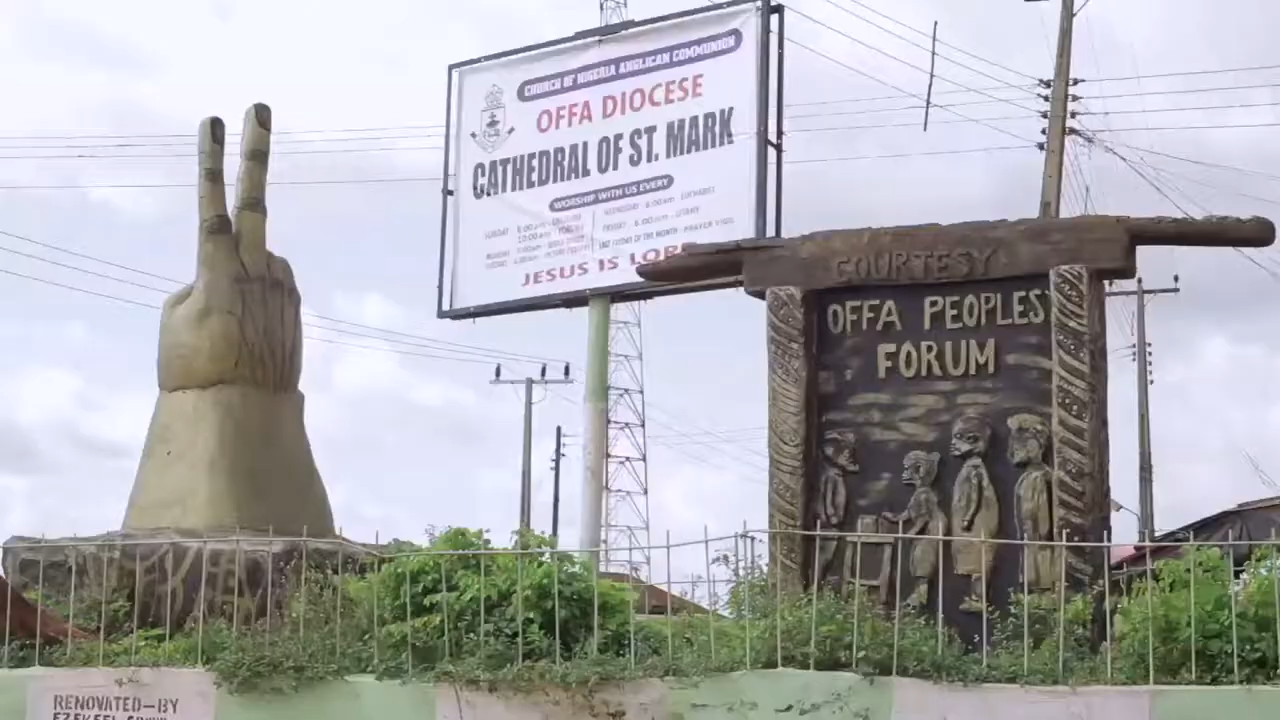 CHURCH OF NIGERIA ANGLICAN COMMUNION
OFFA DIOCESE
CATHEDRAL OF ST. MARK
WORSHIP WITH US EVERY
JESUS IS LORD
COURTESY
OFFA PEOPLES'
FORUM
RENOVATED-BY